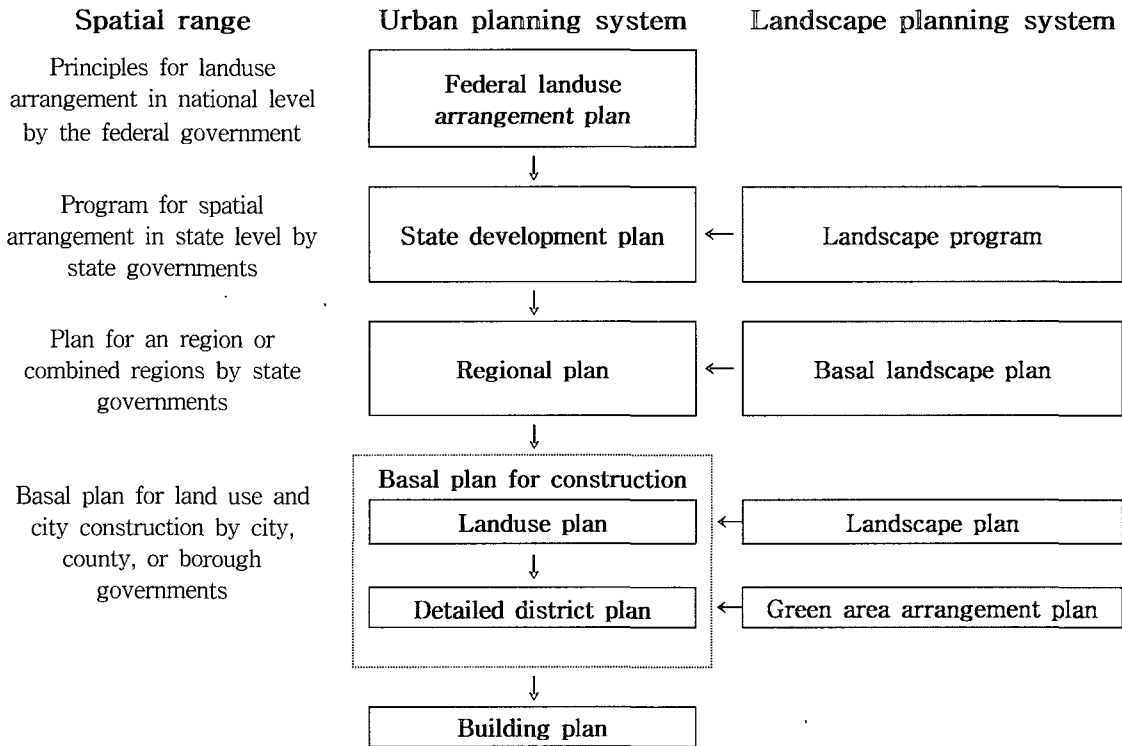 Spatial range
Urban planning system
Landscape planning system
Principles for landuse
arrangement in national level
by the federal government
Federal landuse
arrangement plan
Program for spatial
arrangement in state level by
state governments
State development plan
Landscape program
Plan for an region or
combined regions by state
governments
Regional plan
Basal landscape plan
Basal plan for land use and
city construction by city,
county, or borough
governments
Basal plan for construction
Landuse plan
Landscape plan
Detailed district plan
Green area arrangement plan
Building plan